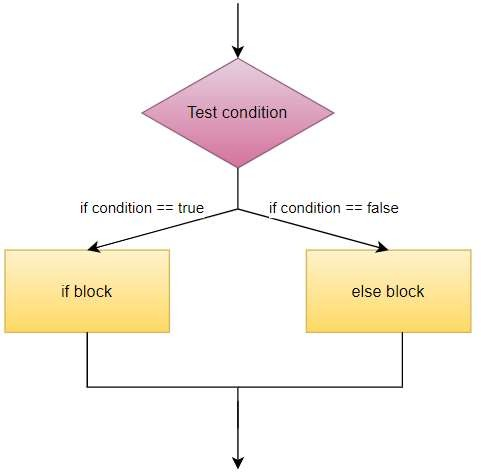 Test condition
if condition == true
if condition == false
if block
else block